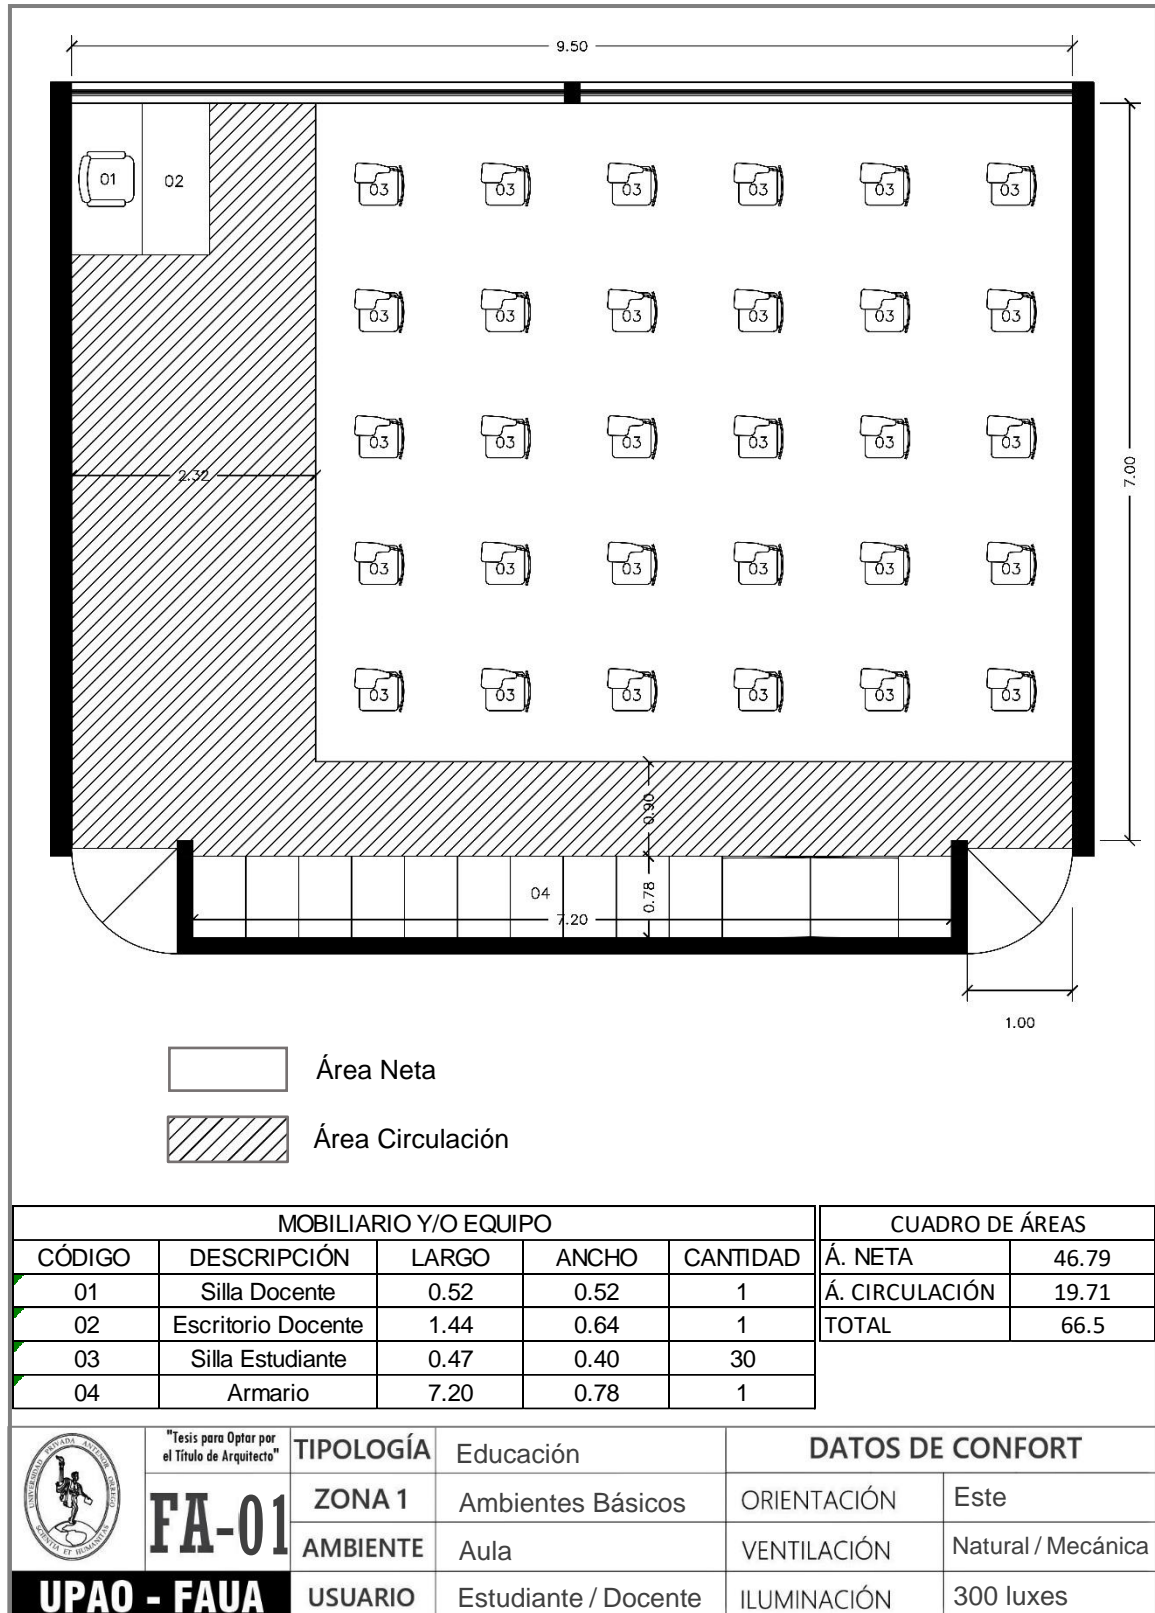 9.50
01
02
03 03 03 03 03 03
03 03 03 03 03 03
03 03 03 03 03 03
2.32
7.00
03 03 03 03 03 03
03 03 03 03 03 03
0.90
04
0.78
7.20
1.00
Área Neta
Área Circulación
MOBILIARIO Y/O EQUIPO
CÓDIGO DESCRIPCIÓN LARGO ANCHO CANTIDAD
01 Silla Docente 0.52 0.52 1
02 Escritorio Docente 1.44 0.64 1
03 Silla Estudiante 0.47 0.40 30
04 Armario 7.20 0.78 1
CUADRO DE ÁREAS
Á. NETA 46.79
Á. CIRCULACIÓN 19.71
TOTAL 66.5
UNIVERSIDAD PRIVADA ANTENOR ORREGO
SCIENTIA ET HUMANITAS
"Tesis para Optar por
el Título de Arquitecto"
FA-01
UPAO - FAUA
TIPOLOGÍA Educación
ZONA 1 Ambientes Básicos
AMBIENTE Aula
USUARIO Estudiante / Docente
DATOS DE CONFORT
ORIENTACIÓN Este
VENTILACIÓN Natural / Mecánica
ILUMINACIÓN 300 luxes